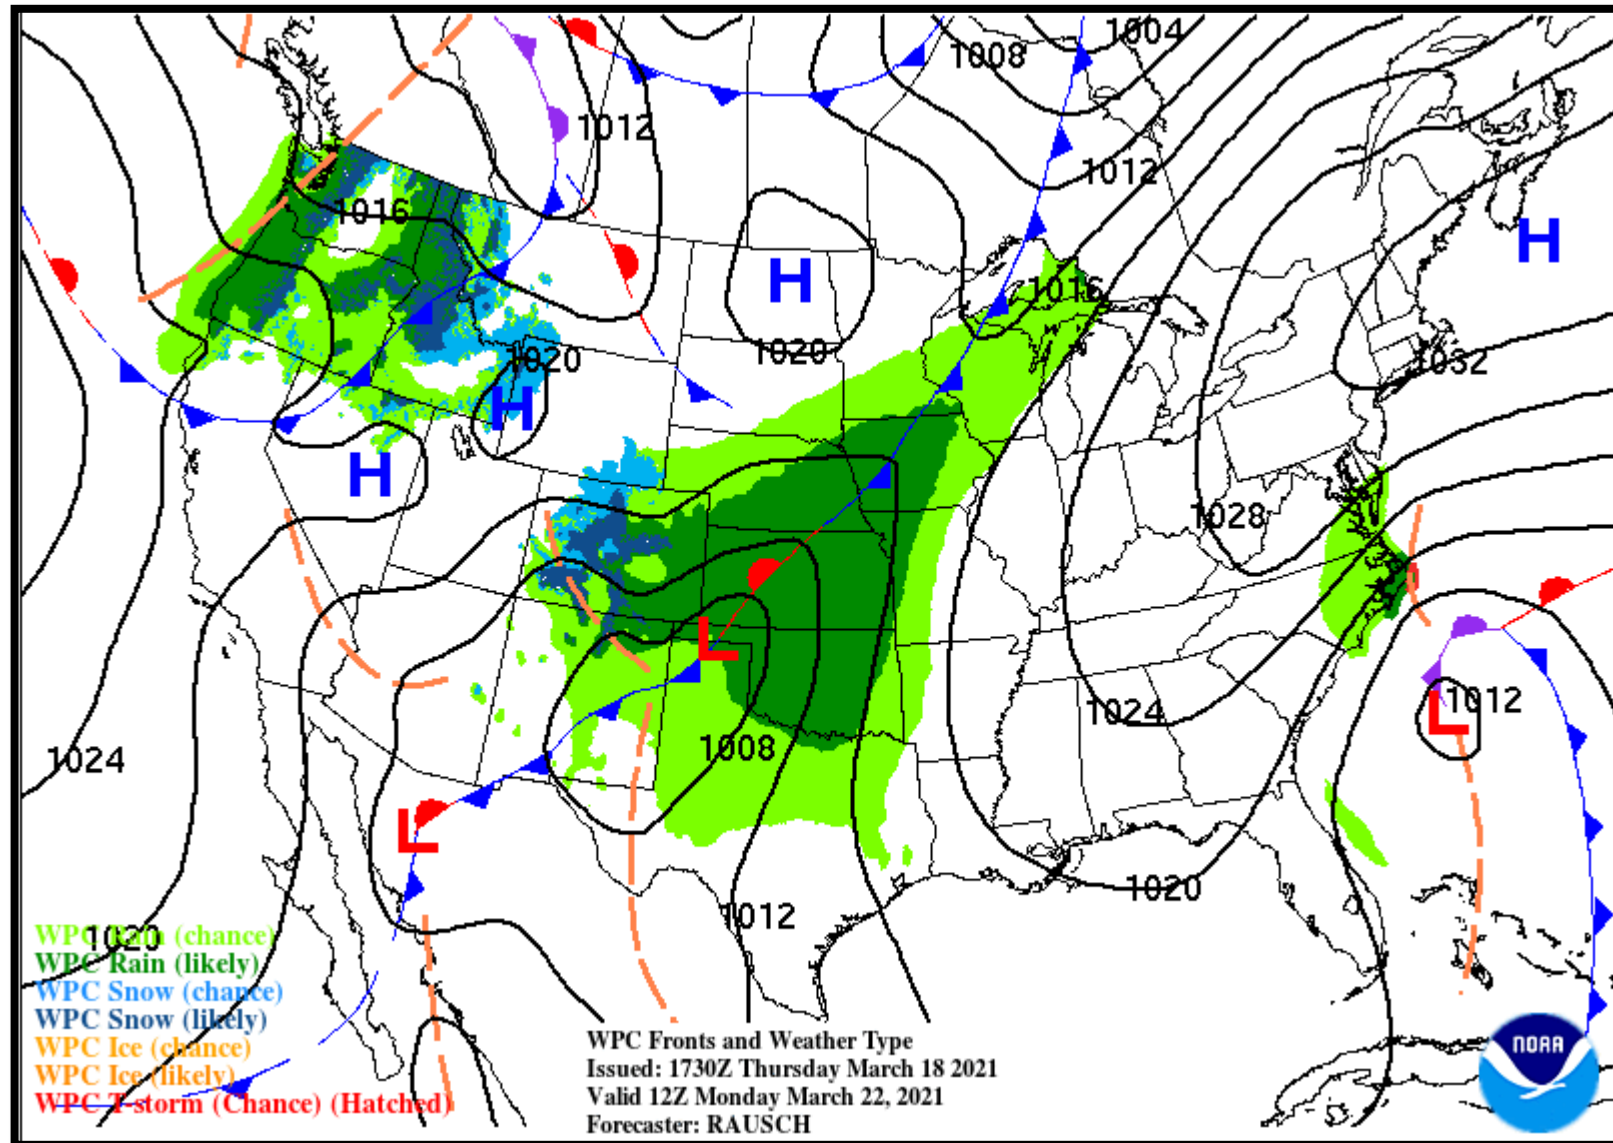 1004
1008
1012
1012
1016
H
H
1016
1020
1020
1032
H
H
1028
L
L
1012
1024
1008
1024
L
1020
1012
1020
WPC Rain (chance)
WPC Rain (likely)
WPC Snow (chance)
WPC Snow (likely)
WPC Ice (chance)
WPC Ice (likely)
WPC T-storm (Chance) (Hatched)
WPC Fronts and Weather Type
Issued: 1730Z Thursday March 18 2021
Valid 12Z Monday March 22, 2021
Forecaster: RAUSCH
NOAA